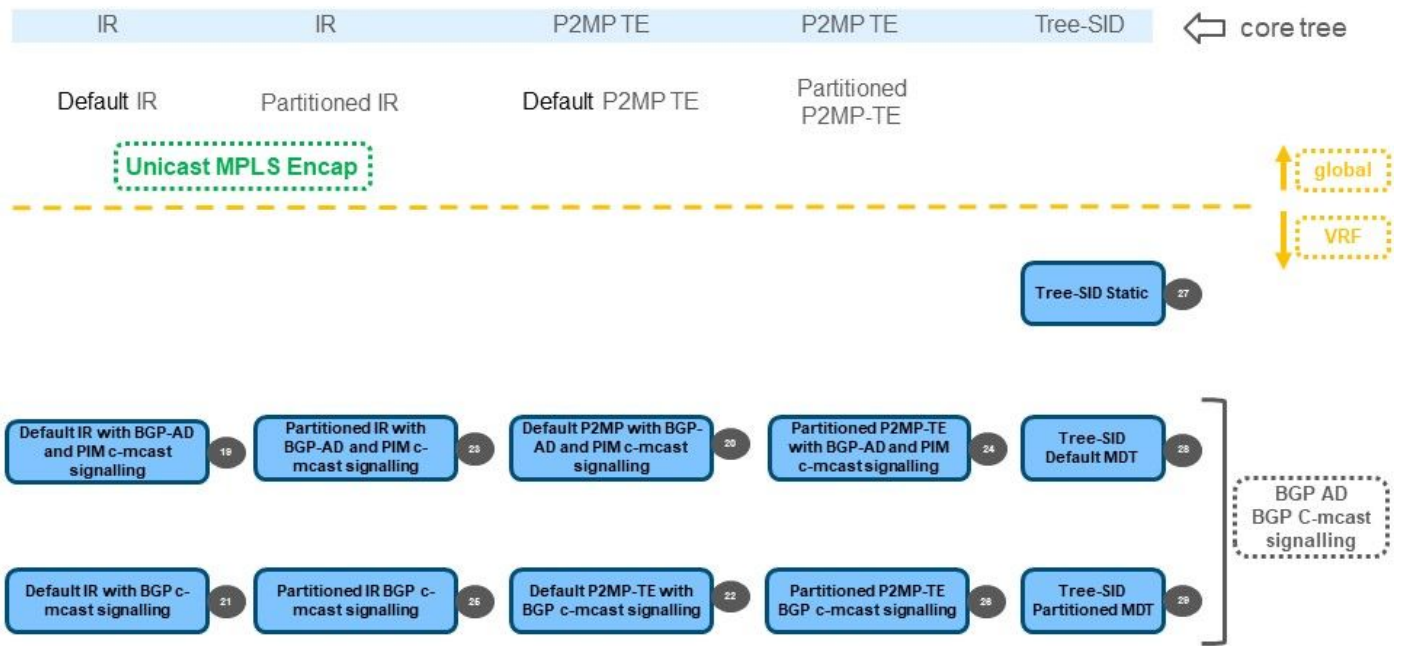 IR IR P2MP TE P2MP TE Tree-SID core tree
Default IR Partitioned IR Default P2MP TE Partitioned
P2MP-TE
Unicast MPLS Encap
global
VRF
Tree-SID Static 27
Default IR with BGP-AD
and PIM c-mcast
signalling
19
Partitioned IR with
BGP-AD and PIM c-
mcast signalling
23
Default P2MP with BGP-
AD and PIM c-mcast
signalling
20
Partitioned P2MP-TE
with BGP-AD and PIM
c-mcast signalling
24
Tree-SID
Default MDT
28
BGP AD
BGP C-mcast
signalling
Default IR with BGP c-
mcast signalling
21
Partitioned IR BGP c-
mcast signalling
25
Default P2MP-TE with
BGP c-mcast signalling
22
Partitioned P2MP-TE
BGP c-mcast signalling
26
Tree-SID
Partitioned MDT
29